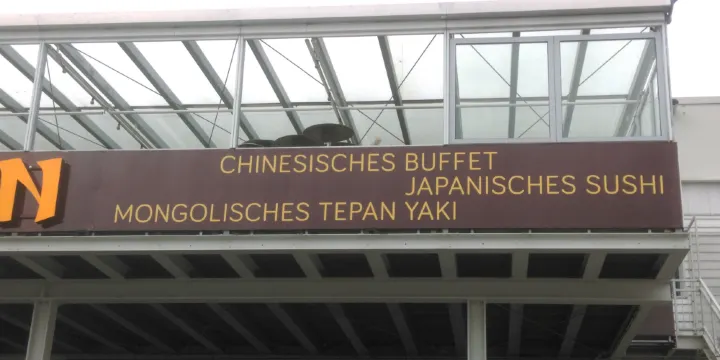 N
CHINESISCHES BUFFET
JAPANISCHES SUSHI
MONGOLISCHES TEPAN YAKI